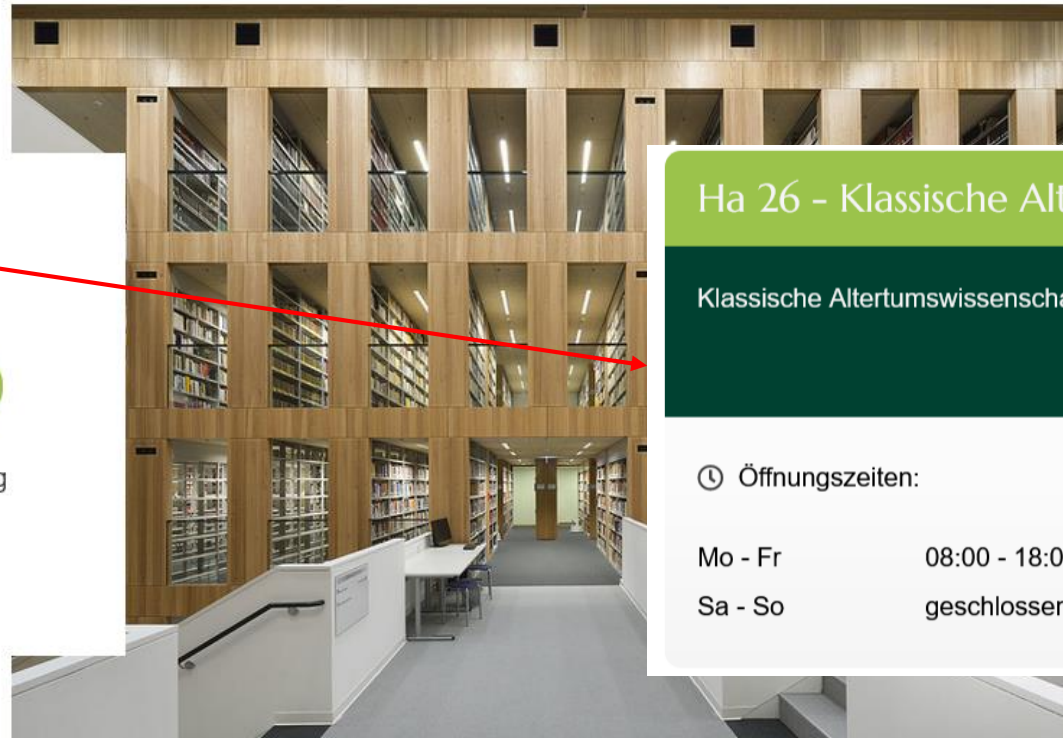 Ha 26 - Klassische Alt
Klassische Altertumswissenscha
Öffnungszeiten:
Mo - Fr 08:00 - 18:0
Sa - So geschlossen